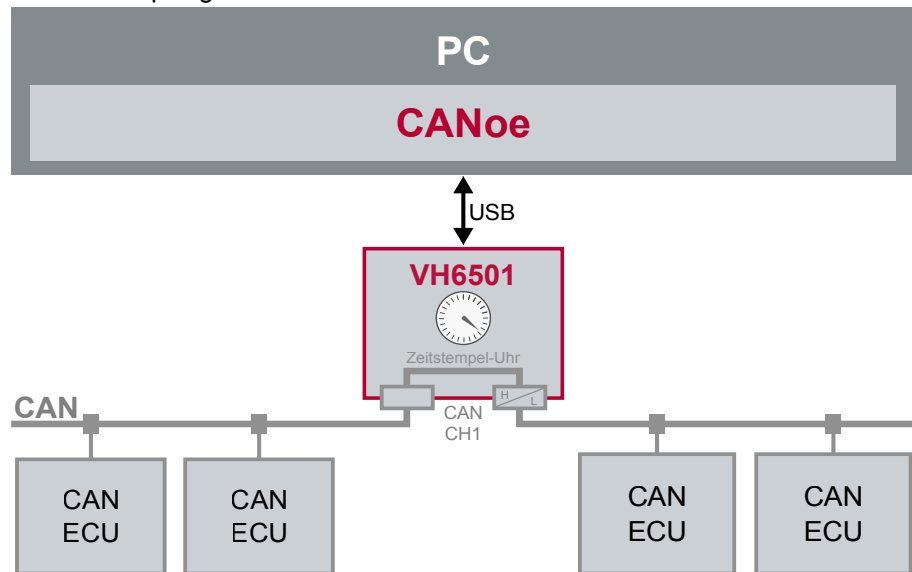 PC
CANoe
USB
VH6501
Zeitstempel-Uhr
H
L
CAN
CAN
CH1
CAN
ECU
CAN
ECU
CAN
ECU
CAN
ECU